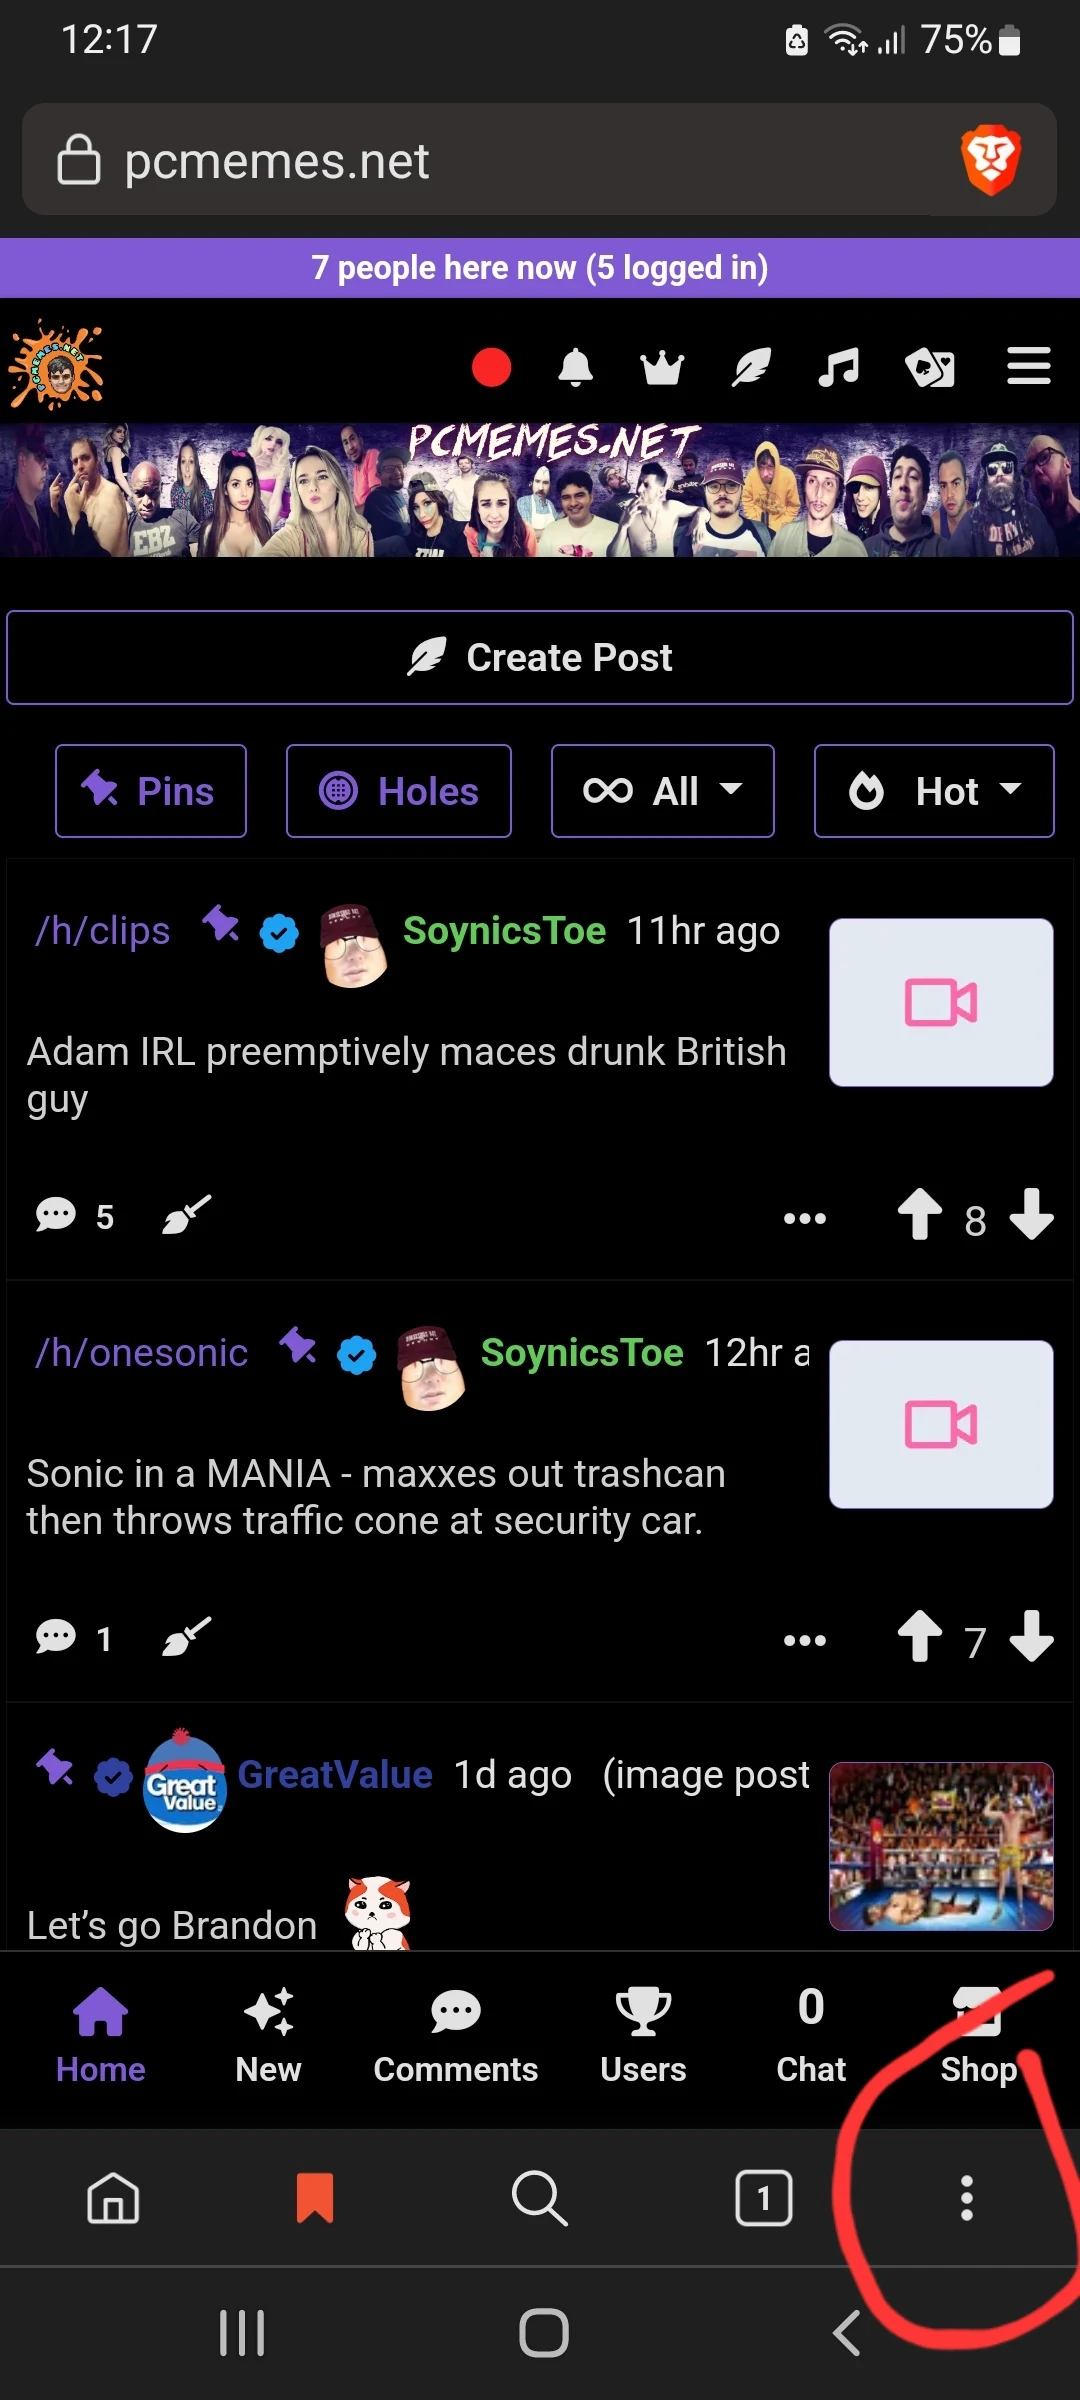 12:17
75%
pcmemes.net
7 people here now (5 logged in)
PCMEMES.NET
PCMEMES.NET
EBZ
Create Post
Pins
Holes
All
Hot
/h/clips
SoynicsToe
11hr ago
Adam IRL preemptively maces drunk British
guy
5
8
/h/onesonic
SoynicsToe
12hr a
Sonic in a MANIA - maxxes out trashcan
then throws traffic cone at security car.
1
7
Great
Value
GreatValue
1d ago
(image post
Let’s go Brandon
Home
New
Comments
Users
0
Chat
Shop
1